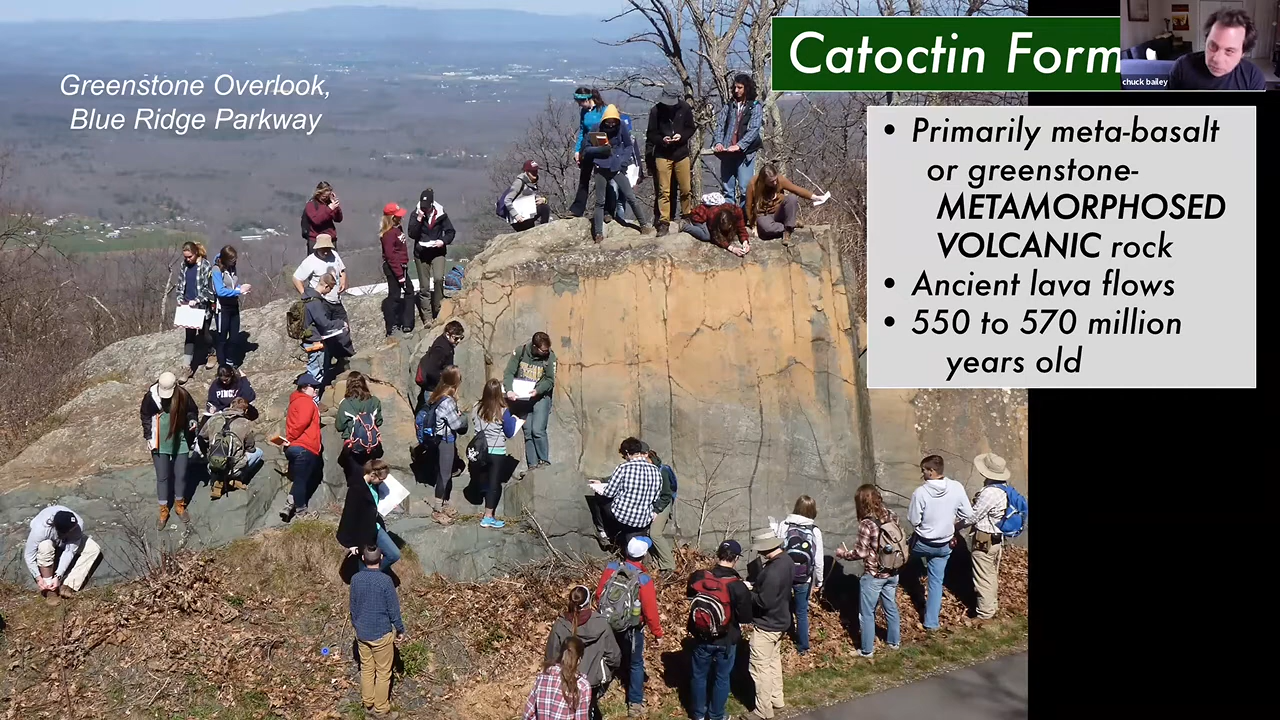 Greenstone Overlook,
Blue Ridge Parkway
Catoctin Form
chuck bailey
• Primarily meta-basalt
or greenstone-
METAMORPHOSED
VOLCANIC rock
• Ancient lava flows
• 550 to 570 million
years old